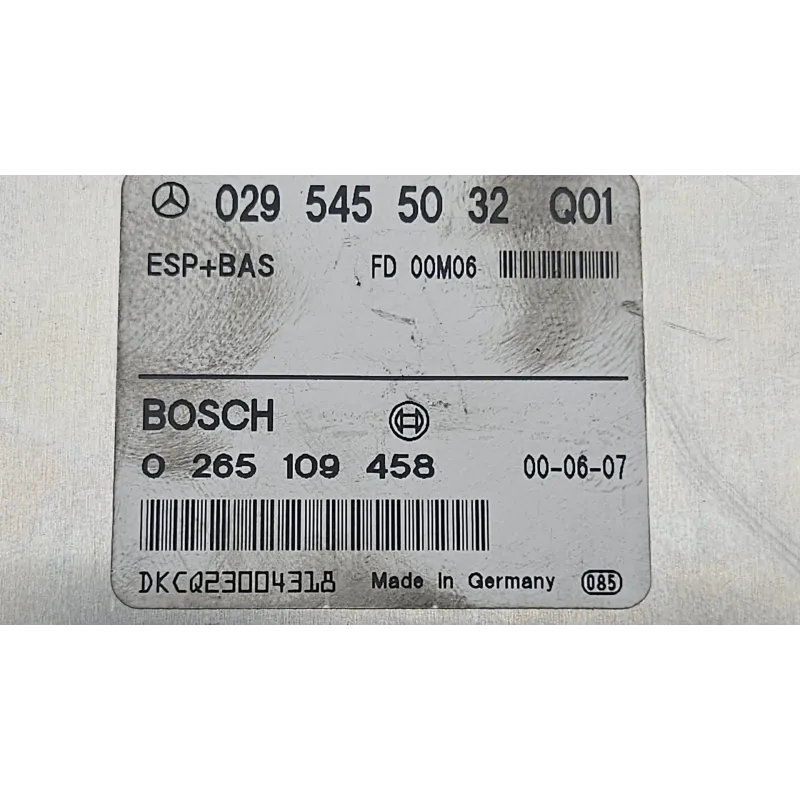 029 545 50 32 Q01
ESP+BAS FD 00M06
BOSCH
0 265 109 458 00-06-07
DKCQ23004318 Made in Germany 085